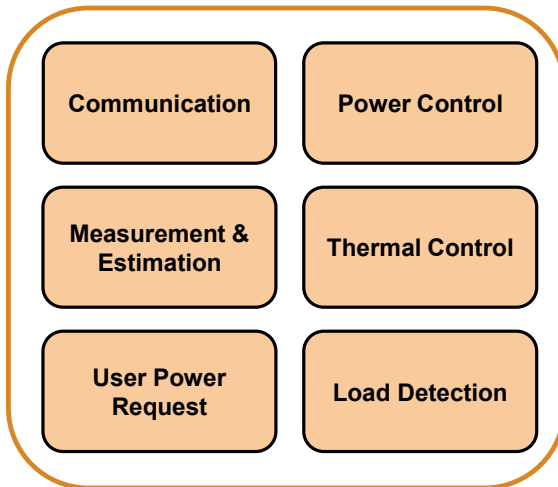 Communication
Power Control
Measurement &
Estimation
Thermal Control
User Power
Request
Load Detection